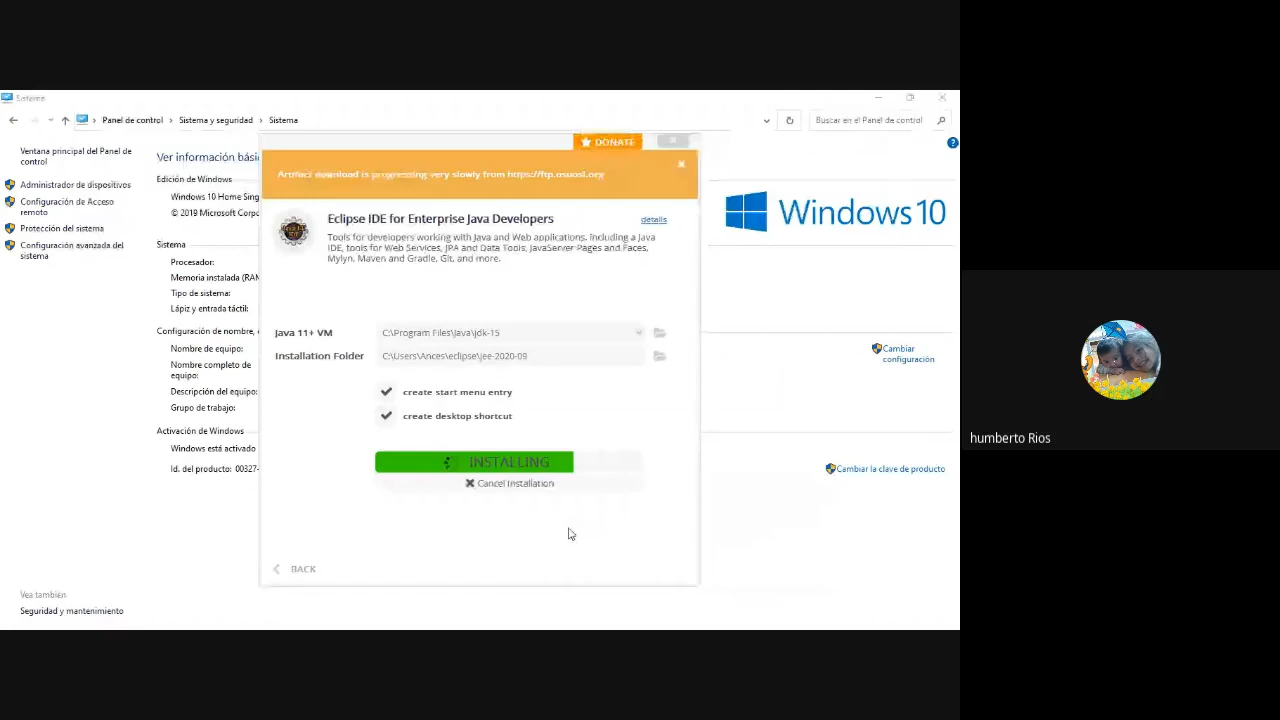 Sistema
Panel de control > Sistema y seguridad > Sistema
Buscar en el Panel de control
Ventana principal del Panel de
control
Administrador de dispositivos
Configuración de Acceso
remoto
Protección del sistema
Configuración avanzada del
sistema
Vea también
Seguridad y mantenimiento
Ver información bási
Edición de Windows
Windows 10 Home Sing
© 2019 Microsoft Corpo
Sistema
Procesador:
Memoria instalada (RAM
Tipo de sistema:
Lápiz y entrada táctil:
Configuración de nombre,
Nombre de equipo:
Nombre completo de
equipo:
Descripción del equipo:
Grupo de trabajo:
Activación de Windows
Windows está activado
Id. del producto: 00327-
DONATE
Artifact download is progressing very slowly from https://ftp.osuosl.org
Eclipse IDE for Enterprise Java Developers
details
Tools for developers working with Java and Web applications, including a Java
IDE, tools for Web Services, JPA and Data Tools, JavaServer Pages and Faces,
Mylyn, Maven and Gradle, Git, and more.
Java 11+ VM
C:\Program Files\Java\jdk-15
Installation Folder
C:\Users\Ances\eclipse\jee-2020-09
create start menu entry
create desktop shortcut
INSTALLING
Cancel Installation
BACK
Windows 10
Cambiar
configuración
Cambiar la clave de producto
humberto Rios